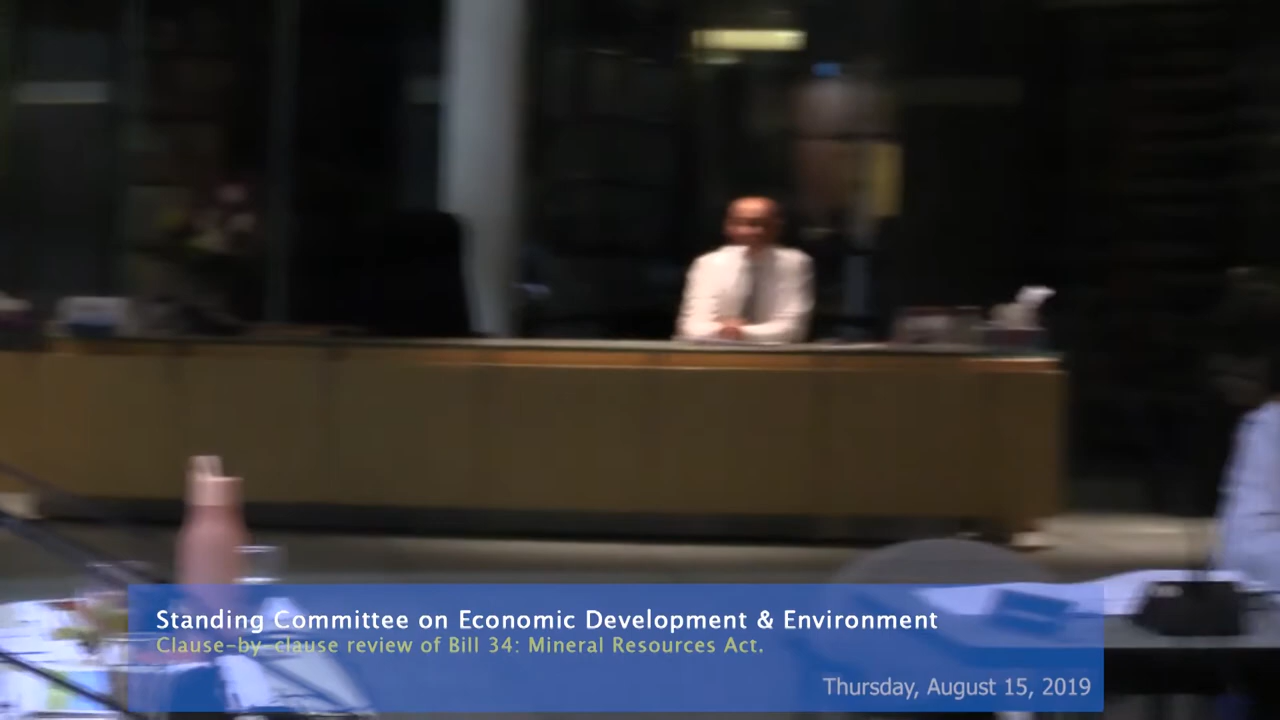 Standing Committee on Economic Development & Environment
Clause-by-clause review of Bill 34: Mineral Resources Act.
Thursday, August 15, 2019